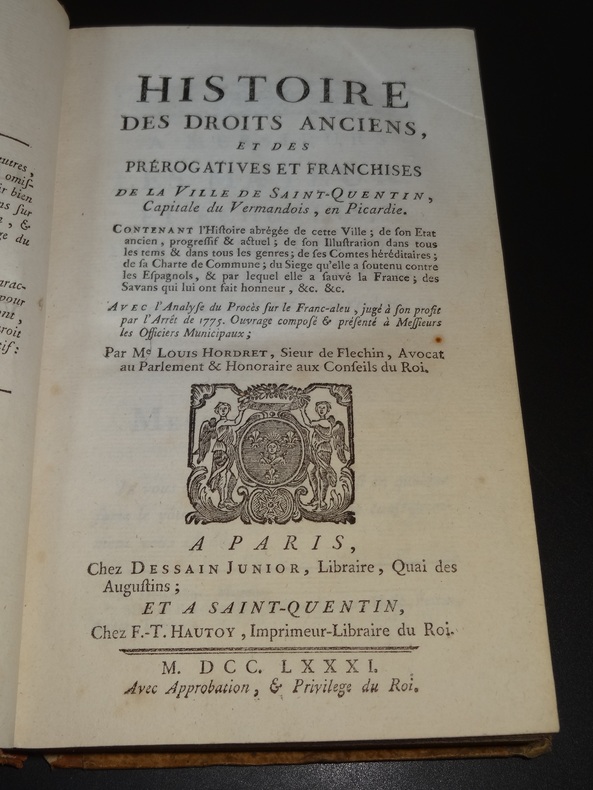 HISTOIRE
DES DROITS ANCIENS,
ET DES
PRÉROGATIVES ET FRANCHISES
DE LA VILLE DE SAINT-QUENTIN,
Capitale du Vermandois, en Picardie.
CONTENANT l'Hiſtoire abrégée de cette Ville; de ſon Etat
ancien, progreſſif & actuel; de ſon Illuſtration dans tous
les tems & dans tous les genres; de ſes Comtes héréditaires;
de ſa Charte de Commune; du Siege qu'elle a ſoutenu contre
les Eſpagnols, & par lequel elle a ſauvé la France; des
Savans qui lui ont fait honneur, &c. &c.
AVEC l'Analyſe du Procès ſur le Franc-aleu, jugé à ſon profit
par l'Arrêt de 1775. Ouvrage compoſé & préſenté à Meſſieurs
les Officiers Municipaux;
Par Me LOUIS HORDRET, Sieur de Flechin, Avocat
au Parlement & Honoraire aux Conſeils du Roi.
A PARIS,
Chez DESSAIN JUNIOR, Libraire, Quai des
Auguſtins;
ET A SAINT-QUENTIN,
Chez F.-T. HAUTOY, Imprimeur-Libraire du Roi.
M. DCC. LXXXI.
Avec Approbation, & Privilege du Roi.
omiſ-
bien
ſur
, &
du
pour